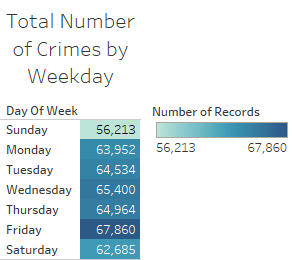 Total Number
of Crimes by
Weekday
Day Of Week
Sunday 56,213
Monday 63,952
Tuesday 64,534
Wednesday 65,400
Thursday 64,964
Friday 67,860
Saturday 62,685
Number of Records
56,213 67,860